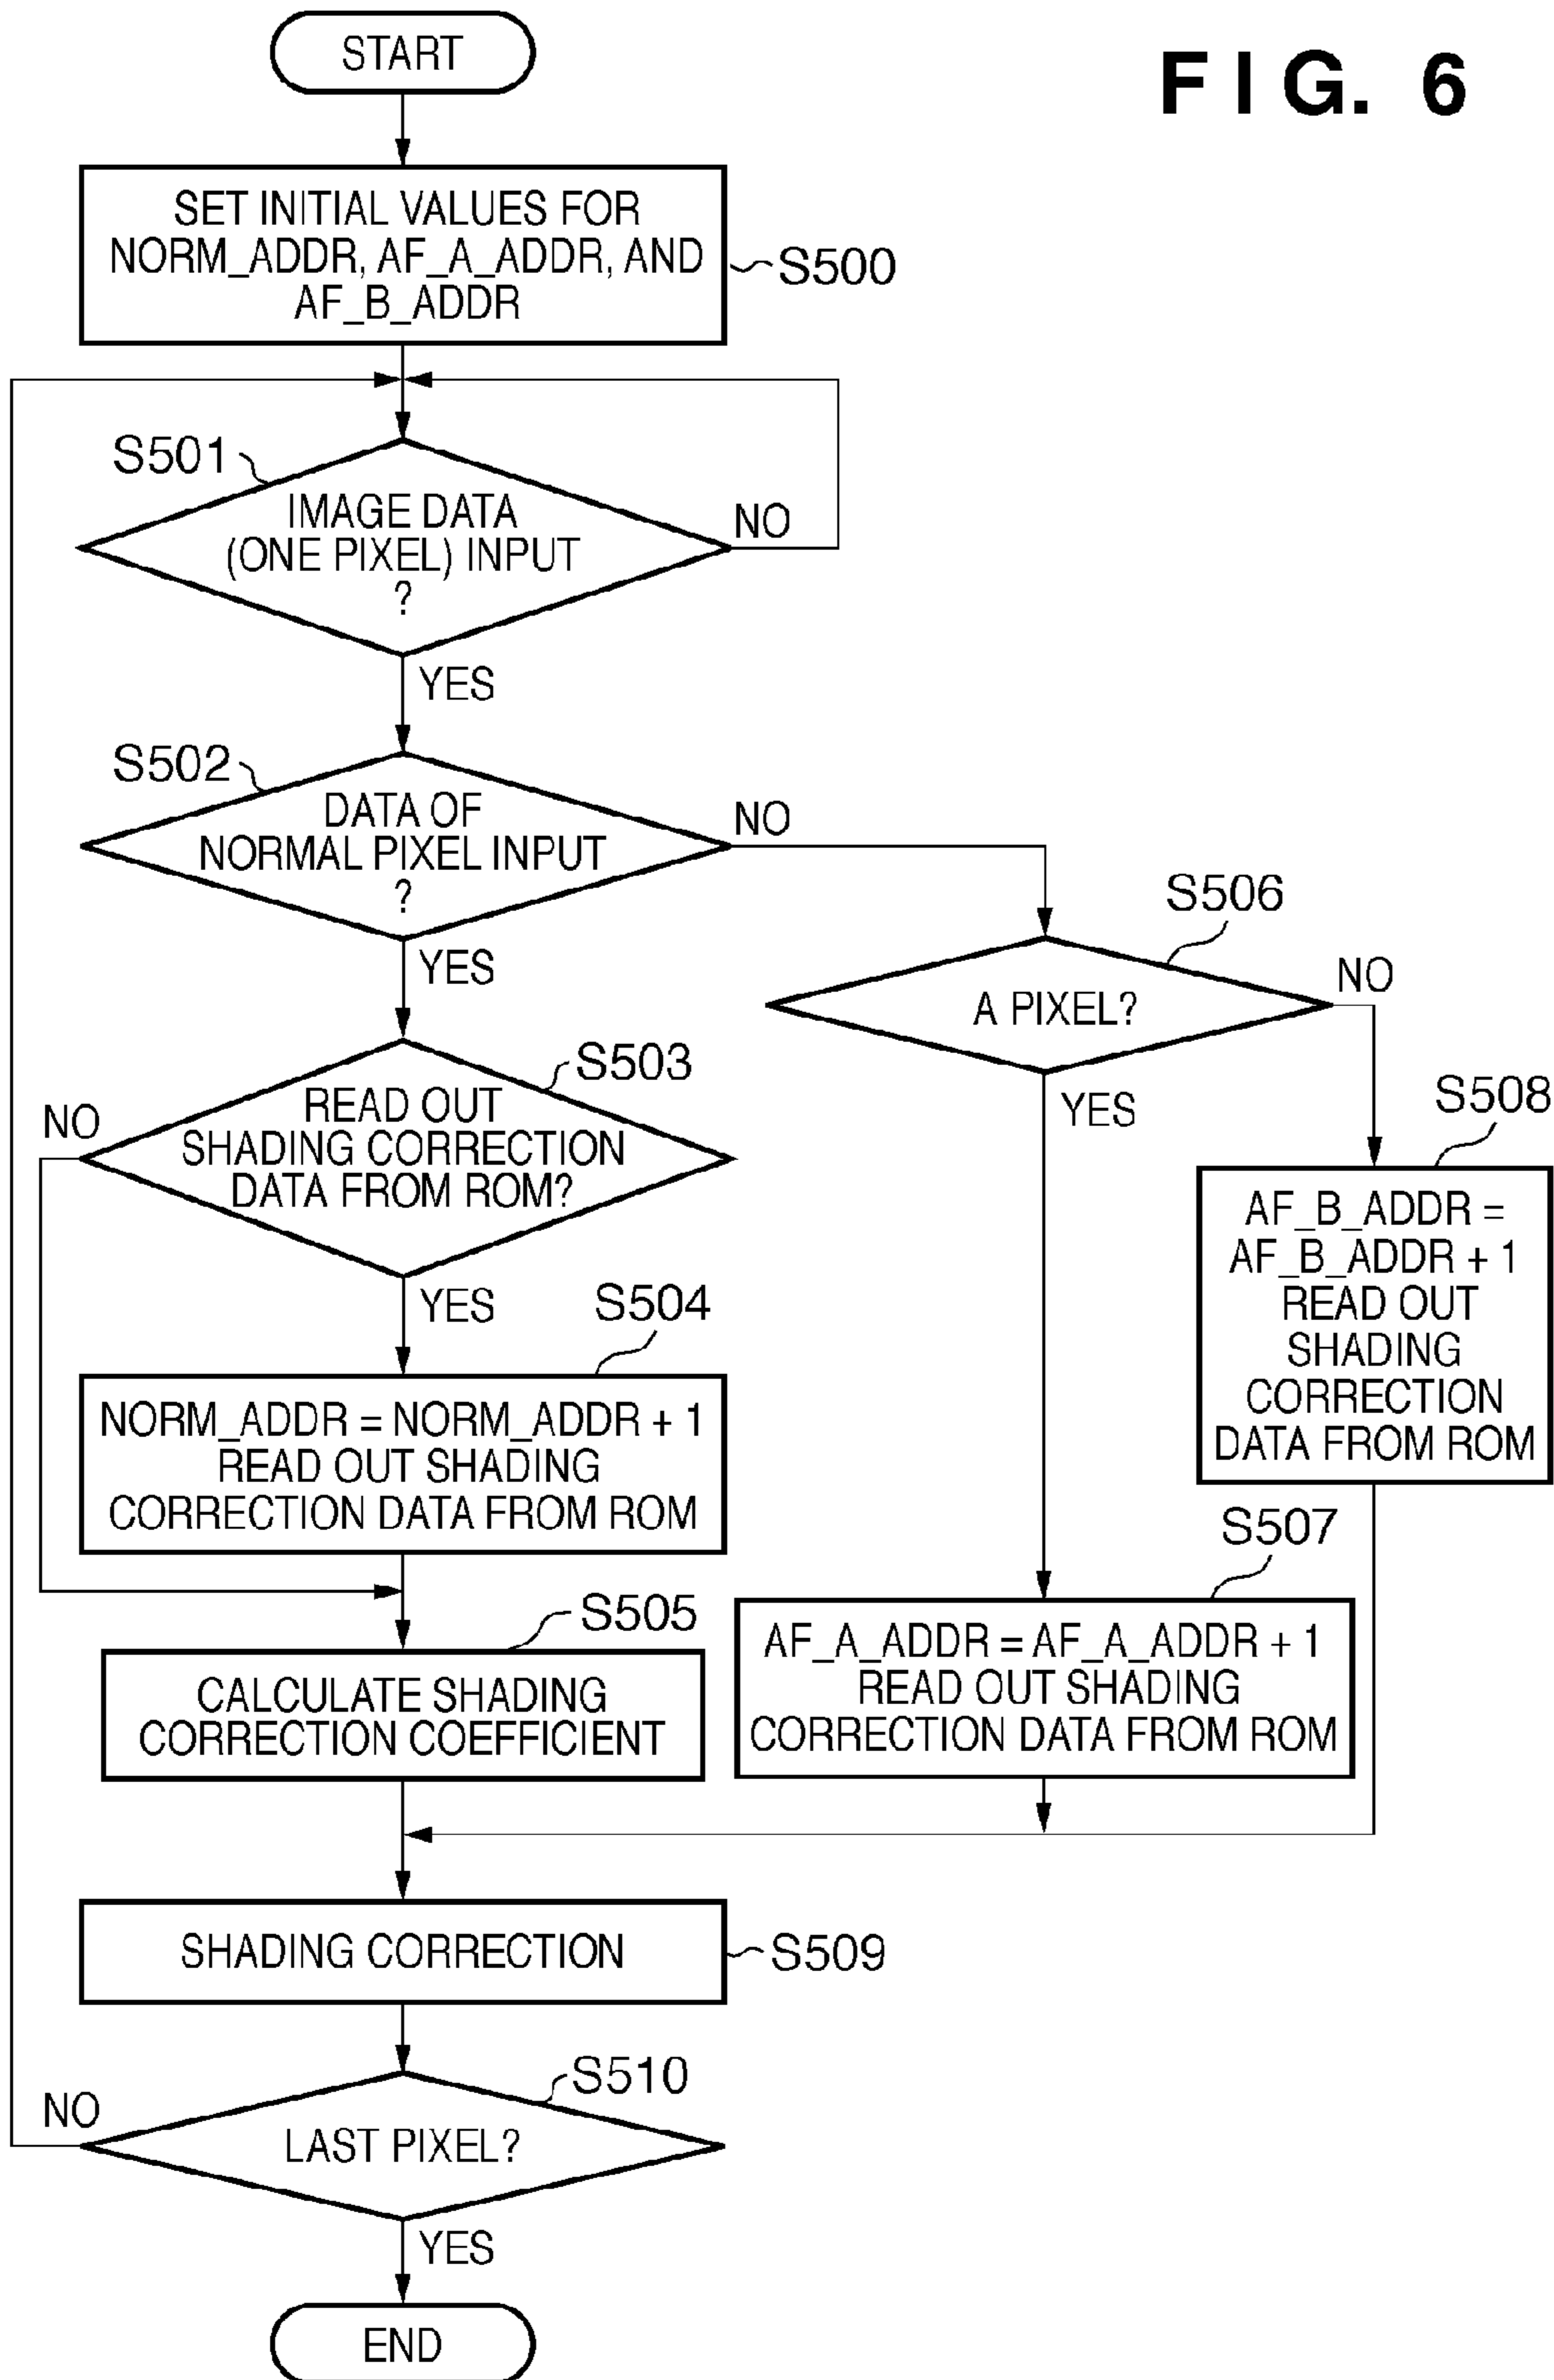 FIG. 6
START
SET INITIAL VALUES FOR
NORM_ADDR, AF_A_ADDR, AND
AF_B_ADDR
S500
S501
IMAGE DATA
(ONE PIXEL) INPUT
?
NO
YES
S502
DATA OF
NORMAL PIXEL INPUT
?
NO
YES
S506
A PIXEL?
NO
YES
S503
READ OUT
SHADING CORRECTION
DATA FROM ROM?
NO
YES
S508
AF_B_ADDR =
AF_B_ADDR + 1
READ OUT
SHADING
CORRECTION
DATA FROM ROM
S504
NORM_ADDR = NORM_ADDR + 1
READ OUT SHADING
CORRECTION DATA FROM ROM
S507
AF_A_ADDR = AF_A_ADDR + 1
READ OUT SHADING
CORRECTION DATA FROM ROM
S505
CALCULATE SHADING
CORRECTION COEFFICIENT
SHADING CORRECTION
S509
S510
LAST PIXEL?
NO
YES
END